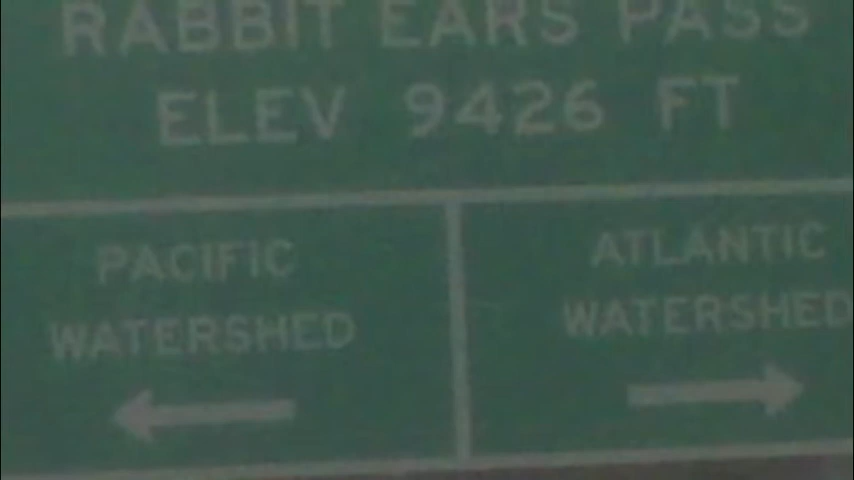 RABBIT EARS PASS
ELEV 9426 FT
PACIFIC
WATERSHED
ATLANTIC
WATERSHED